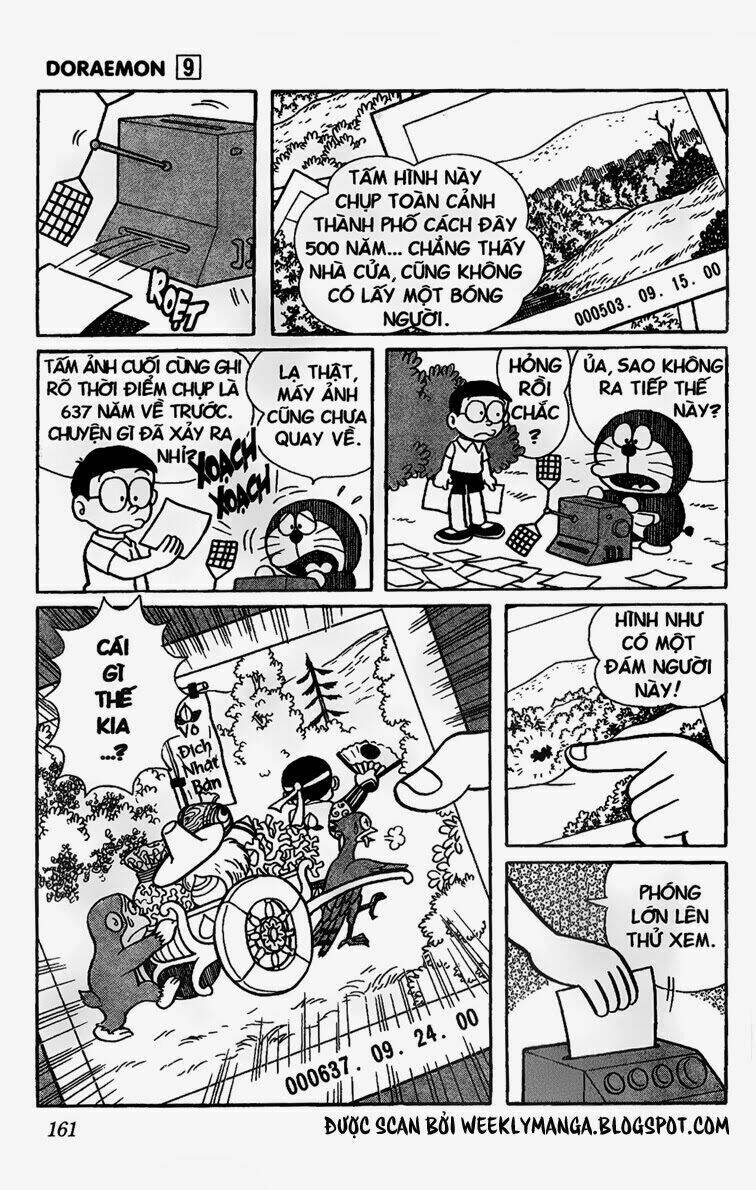 DORAEMON 9
ROẸT
TẤM HÌNH NÀY
CHỤP TOÀN CẢNH
THÀNH PHỐ CÁCH ĐÂY
500 NĂM... CHẲNG THẤY
NHÀ CỬA, CŨNG KHÔNG
CÓ LẤY MỘT BÓNG
NGƯỜI.
000503. 09. 15. 00
TẤM ẢNH CUỐI CÙNG GHI
RÕ THỜI ĐIỂM CHỤP LÀ
637 NĂM VỀ TRƯỚC.
CHUYỆN GÌ ĐÃ XẢY RA
NHỈ?
LẠ THẬT,
MÁY ẢNH
CŨNG CHƯA
QUAY VỀ.
XOẠCH
XOẠCH
HỎNG
RỒI
CHẮC
?
ỦA, SAO KHÔNG
RA TIẾP THẾ
NÀY?
CÁI
GÌ
THẾ
KIA
...?
Vô
Địch
Nhật
Bản
000637. 09. 24. 00
HÌNH NHƯ
CÓ MỘT
ĐÁM NGƯỜI
NÀY!
PHÓNG
LỚN LÊN
THỬ XEM.
161
ĐƯỢC SCAN BỞI WEEKLYMANGA.BLOGSPOT.COM